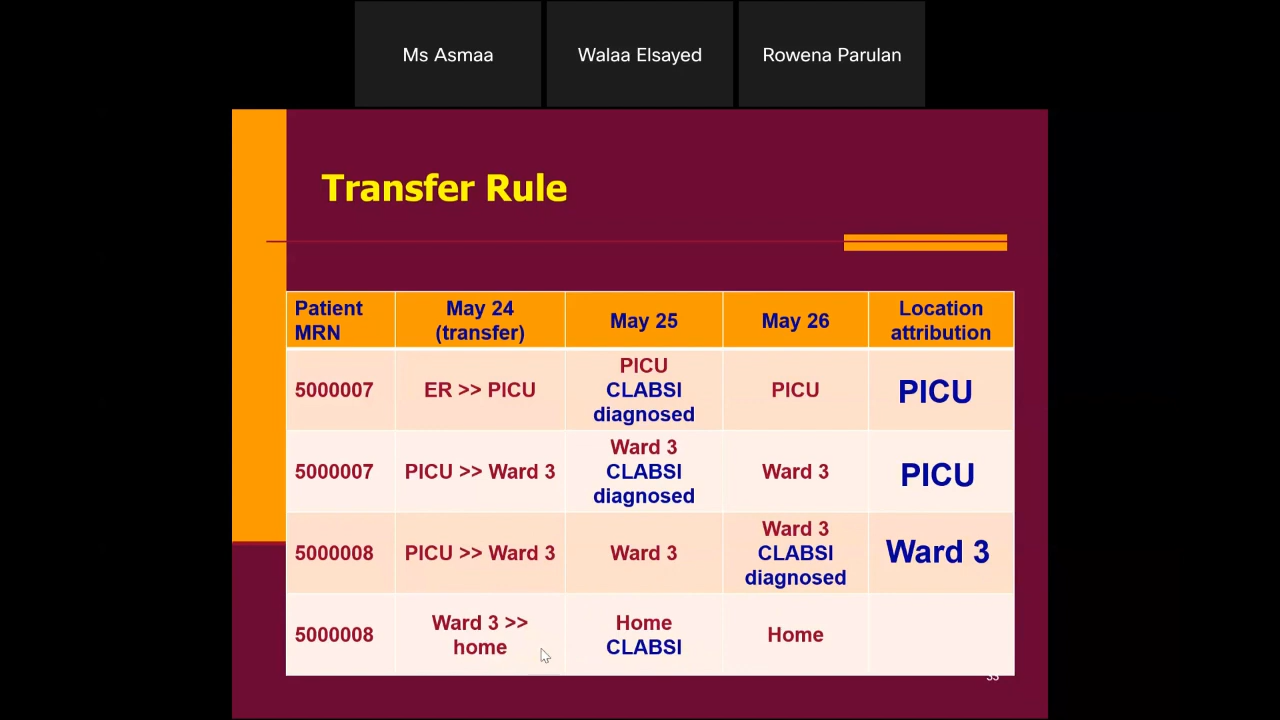 Ms Asmaa
Walaa Elsayed
Rowena Parulan
Transfer Rule
Patient MRN
May 24 (transfer)
May 25
May 26
Location attribution
5000007
ER >> PICU
PICU
CLABSI
diagnosed
PICU
PICU
5000007
PICU >> Ward 3
Ward 3
CLABSI
diagnosed
Ward 3
PICU
5000008
PICU >> Ward 3
Ward 3
Ward 3
CLABSI
diagnosed
Ward 3
5000008
Ward 3 >>
home
Home
CLABSI
Home